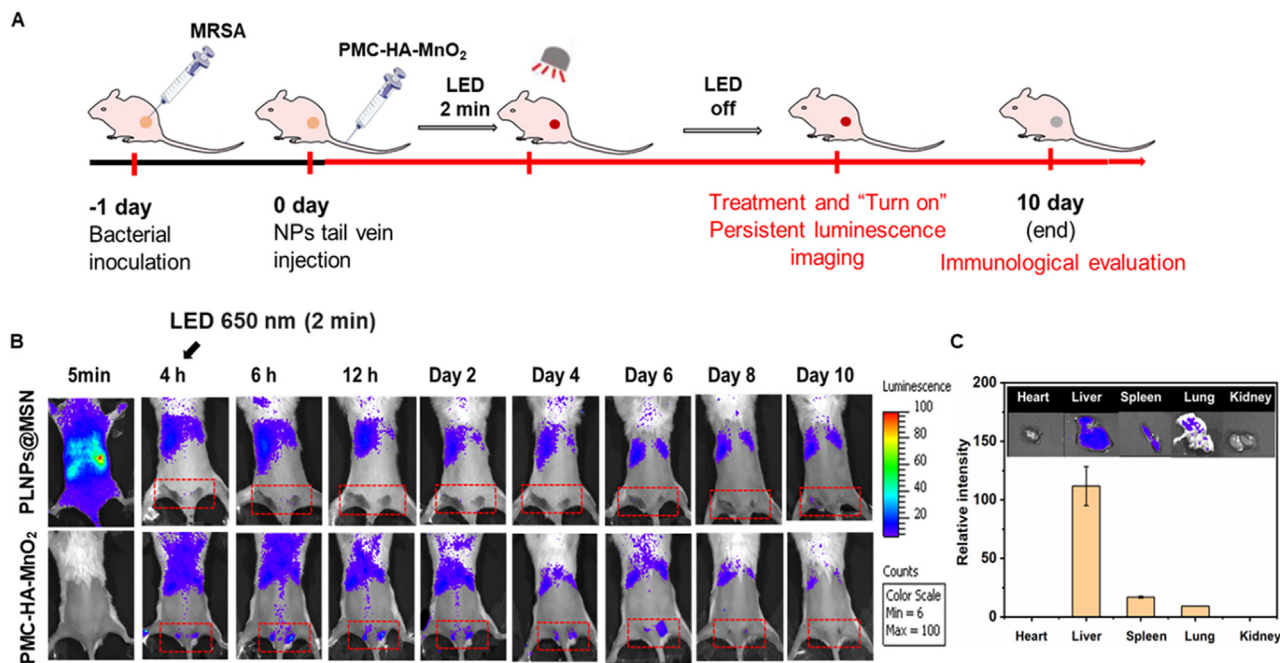 A
MRSA
PMC-HA-MnO₂
LED
2 min
LED
off
-1 day
Bacterial
inoculation
0 day
NPs tail vein
injection
Treatment and “Turn on”
Persistent luminescence
imaging
10 day
(end)
Immunological evaluation
LED 650 nm (2 min)
B
5min
4 h
6 h
12 h
Day 2
Day 4
Day 6
Day 8
Day 10
PLNPs@MSN
PMC-HA-MnO₂
Luminescence
100
80
60
40
20
Counts
Color Scale
Min = 6
Max = 100
C
Relative intensity
200
150
100
50
0
Heart Liver Spleen Lung Kidney
Heart Liver Spleen Lung Kidney